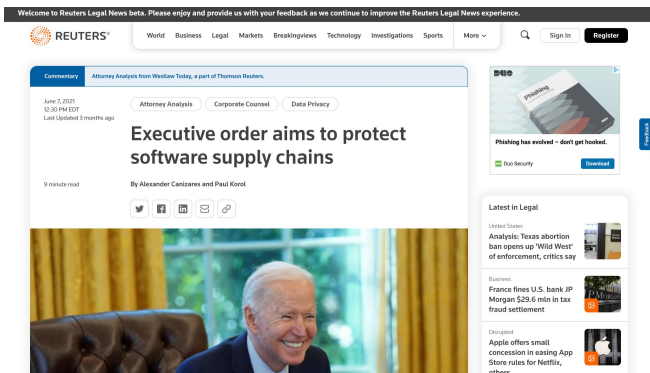 Welcome to Reuters Legal News beta. Please enjoy and provide us with your feedback as we continue to improve the Reuters Legal News experience.
REUTERS®
World Business Legal Markets Breakingviews Technology Investigations Sports More
Sign In Register
Commentary Attorney Analysis from Westlaw Today, a part of Thomson Reuters.
June 7, 2021
12:30 PM EDT
Last Updated 3 months ago
Attorney Analysis Corporate Counsel Data Privacy
Executive order aims to protect
software supply chains
9 minute read
By Alexander Canizares and Paul Korol
DUO
Phishing
Phishing has evolved – don't get hooked.
Duo Security Download
Feedback
Latest in Legal
United States
Analysis: Texas abortion
ban opens up 'Wild West'
of enforcement, critics say
Business
France fines U.S. bank JP
Morgan $29.6 mln in tax
fraud settlement
Disrupted
Apple offers small
concession in easing App
Store rules for Netflix,
others